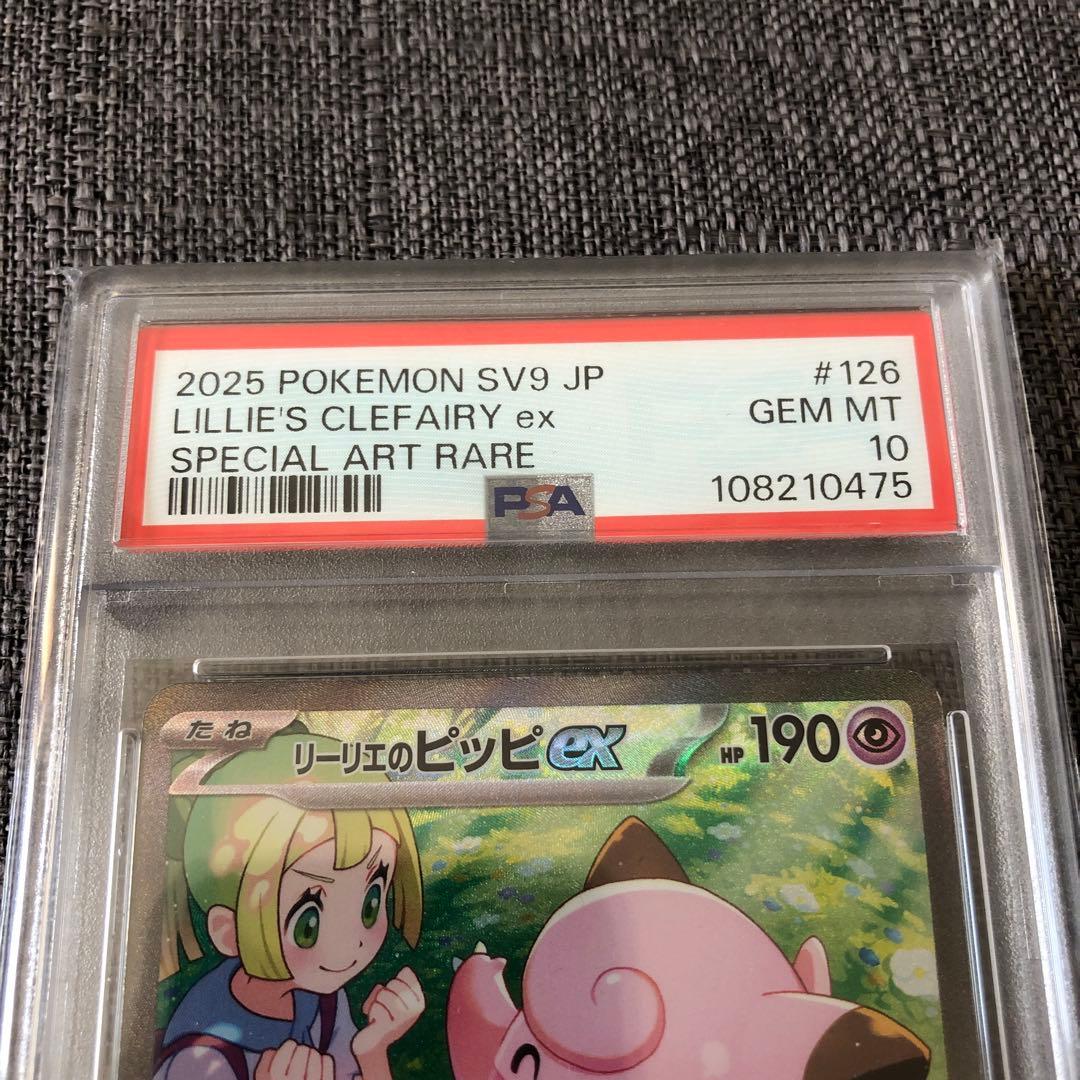 2025 POKEMON SV9 JP #126
LILLIE'S CLEFAIRY ex GEM MT
SPECIAL ART RARE 10
PSA 108210475
たね リーリエのピッピex HP 190